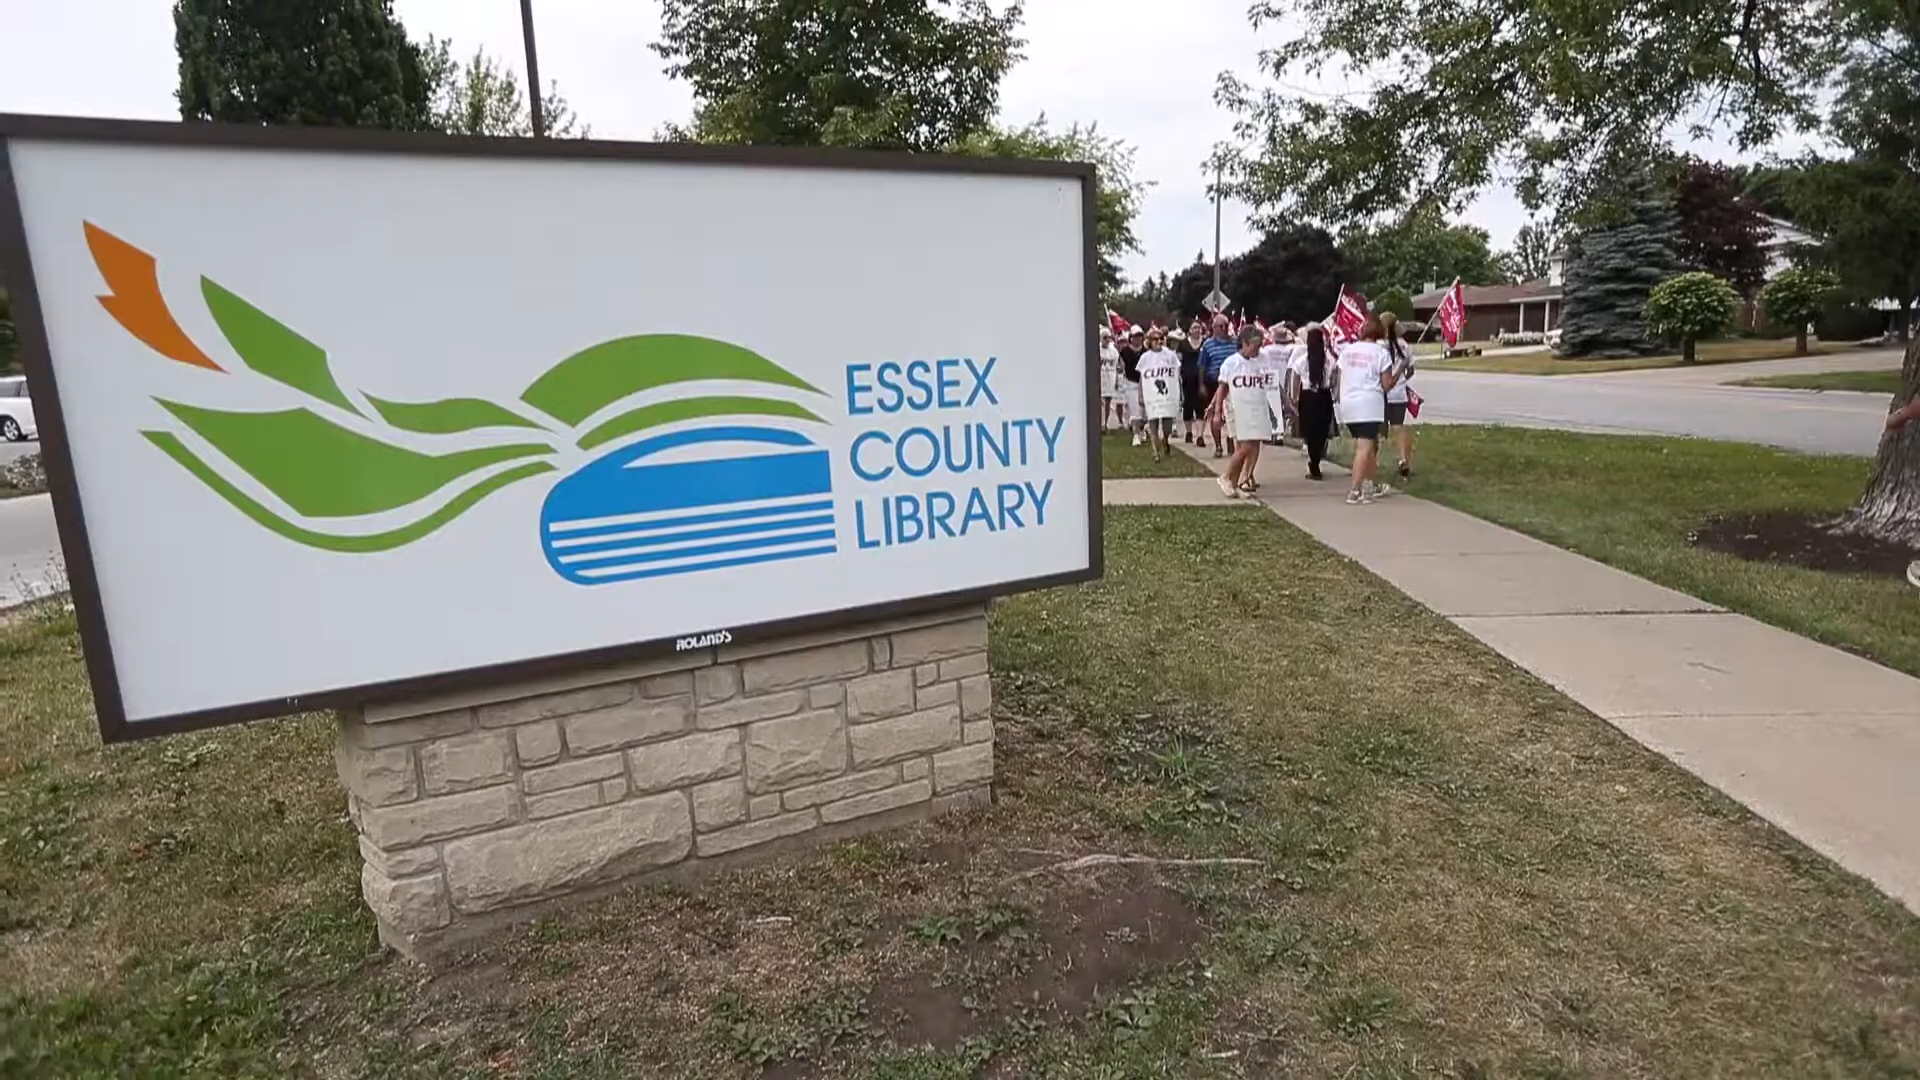 ESSEX
COUNTY
LIBRARY
ROLAND'S
CUPE
CUPE